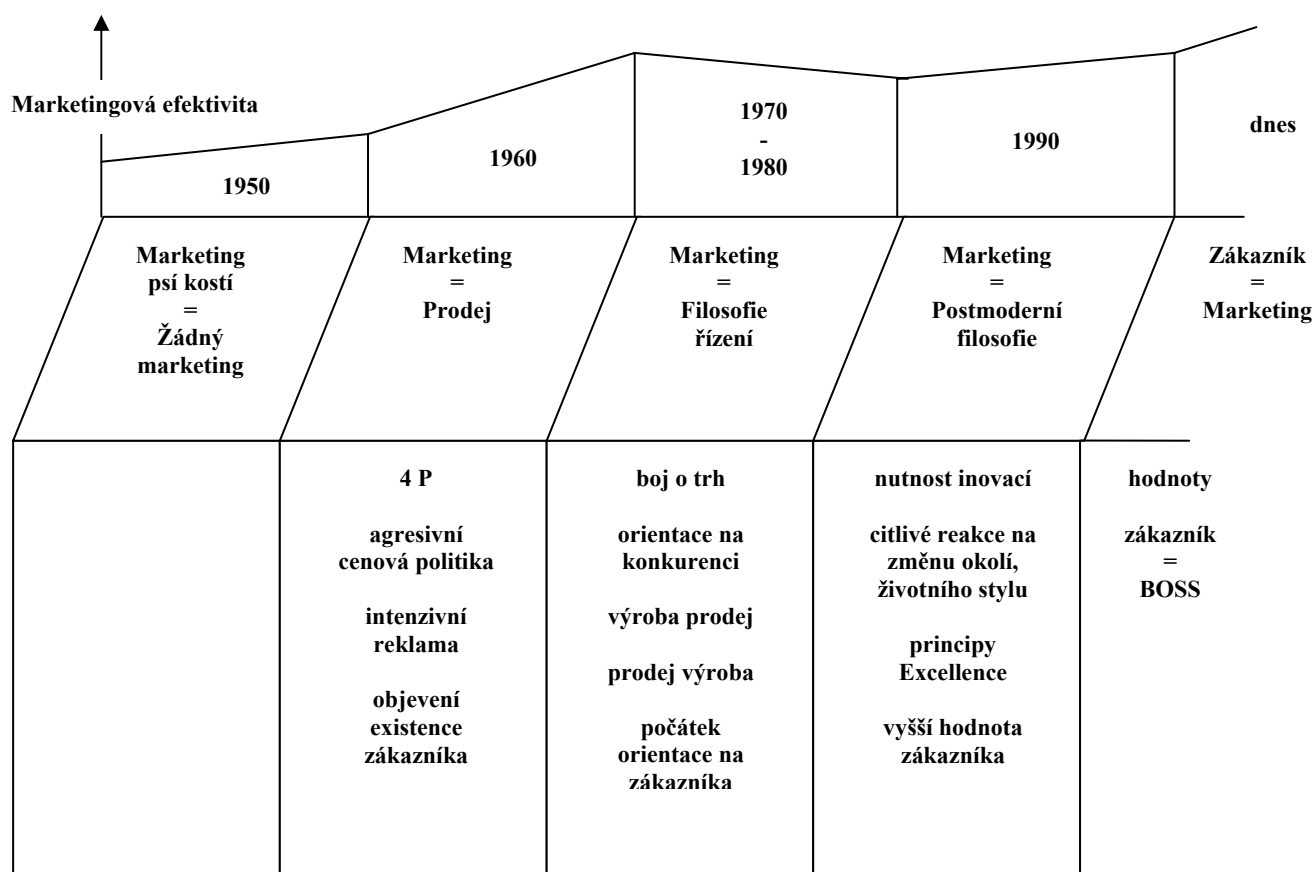 Marketingová efektivita
1950
1960
1970
-
1980
1990
dnes
Marketing
psí kostí
=
Žádný
marketing
Marketing
=
Prodej
Marketing
=
Filosofie
řízení
Marketing
=
Postmoderní
filosofie
Zákazník
=
Marketing
4 P
agresivní
cenová politika
intenzivní
reklama
objevení
existence
zákazníka
boj o trh
orientace na
konkurenci
výroba prodej
prodej výroba
počátek
orientace na
zákazníka
nutnost inovací
citlivé reakce na
změnu okolí,
životního stylu
principy
Excellence
vyšší hodnota
zákazníka
hodnoty
zákazník
=
BOSS